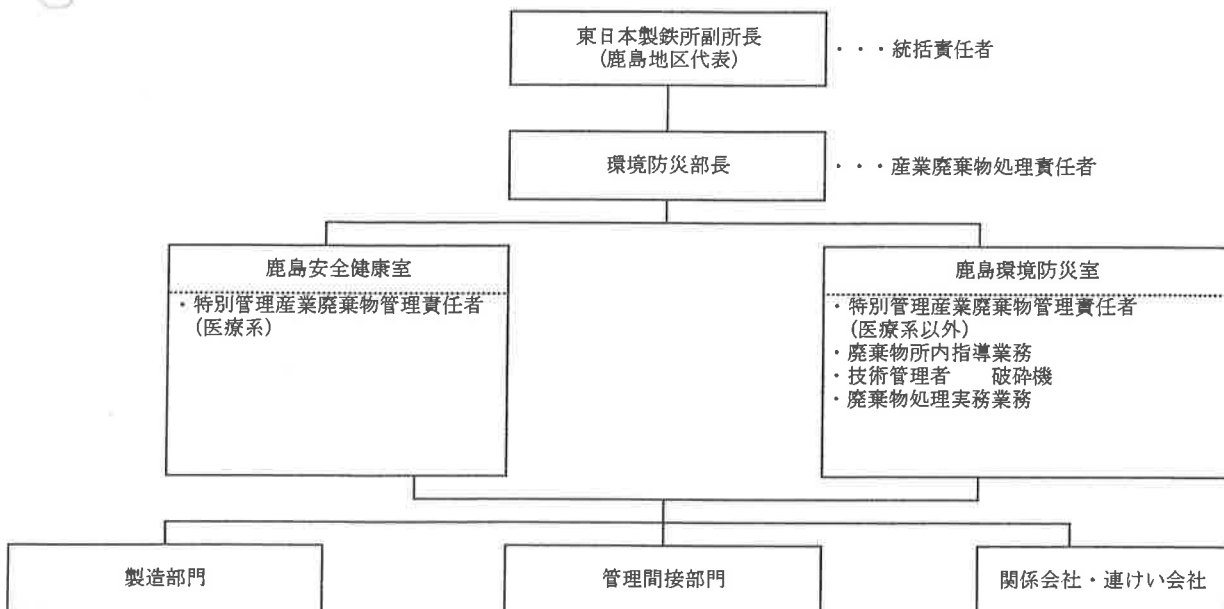 東日本製鉄所副所長
(鹿島地区代表)
・・・統括責任者
環境防災部長
・・・産業廃棄物処理責任者
鹿島安全健康室
・特別管理産業廃棄物管理責任者
(医療系)
鹿島環境防災室
・特別管理産業廃棄物管理責任者
(医療系以外)
・廃棄物所内指導業務
・技術管理者　　破砕機
・廃棄物処理実務業務
製造部門
管理間接部門
関係会社・連けい会社